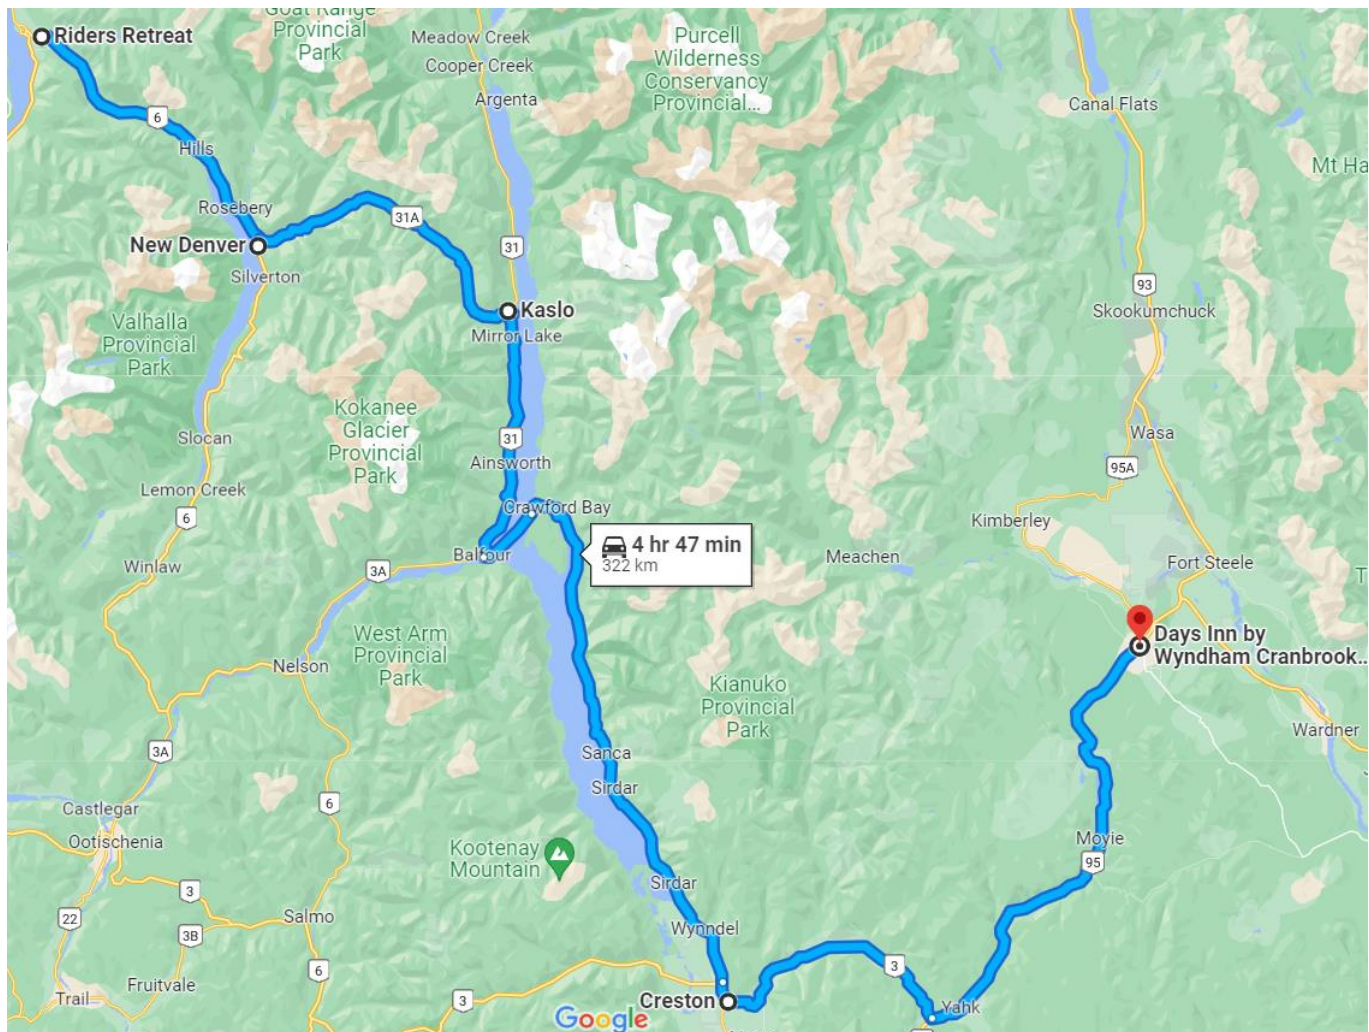 Goat Range
Provincial
Park
Riders Retreat
Meadow Creek
Cooper Creek
Argenta
Purcell
Wilderness
Conservancy
Provincial...
Canal Flats
6
Hills
Mt Ha
Rosebery
31A
New Denver
31
Silverton
93
Skookumchuck
Kaslo
Mirror Lake
Valhalla
Provincial
Park
Kokanee
Glacier
Provincial
Park
Slocan
31
Wasa
Ainsworth
95A
Lemon Creek
6
Crawford Bay
Kimberley
4 hr 47 min
322 km
Balfour
Meachen
Fort Steele
Winlaw
3A
T
West Arm
Provincial
Park
Days Inn by
Wyndham Cranbrook...
Nelson
Kianuko
Provincial
Park
Wardner
3A
Sanca
Sirdar
6
Castlegar
Ootischenia
Moyie
Kootenay
Mountain
95
Sirdar
3
22
Salmo
3B
Wynndel
6
3
Fruitvale
Trail
3
Creston
Yahk
Google